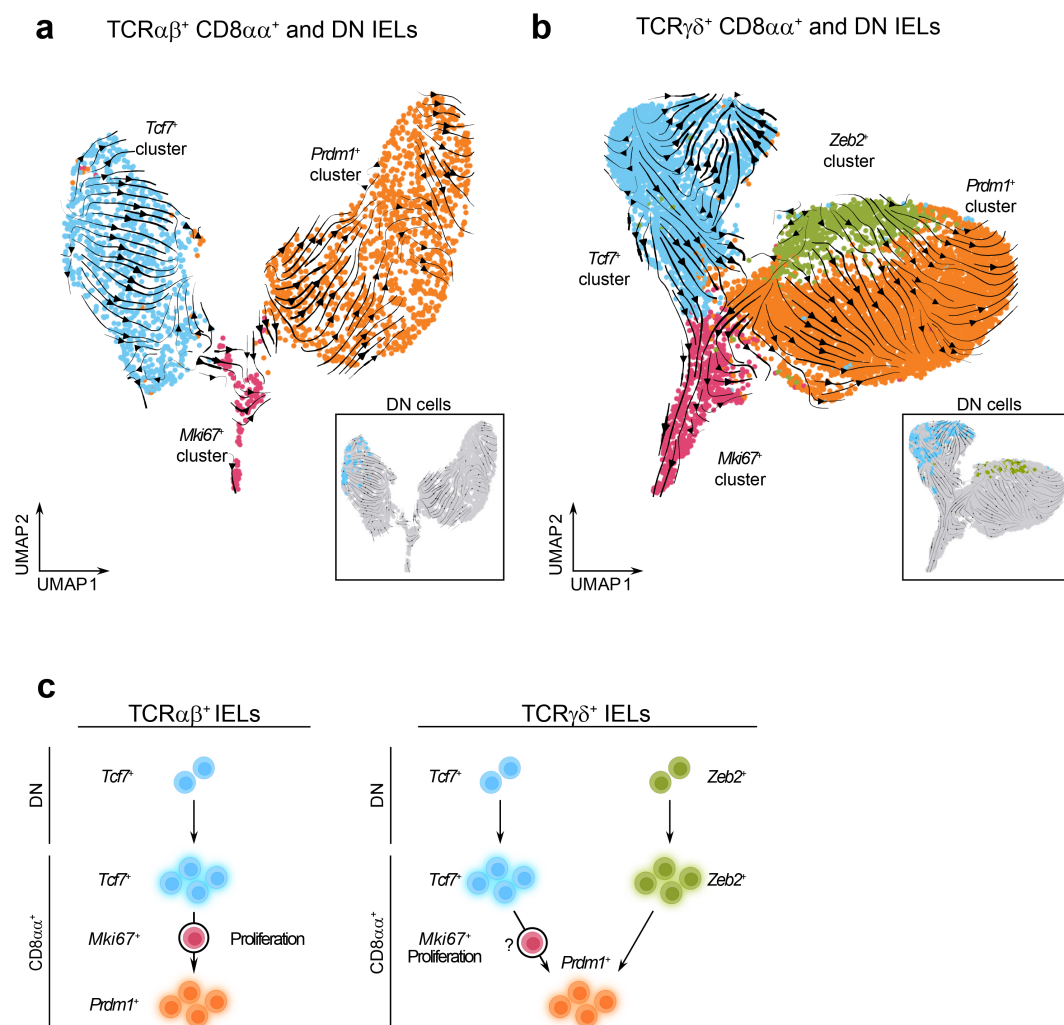 a
TCRαβ⁺ CD8αα⁺ and DN IELs
Tcf7⁺
cluster
Prdm1⁺
cluster
Mki67⁺
cluster
DN cells
UMAP2
UMAP1
b
TCRγδ⁺ CD8αα⁺ and DN IELs
Zeb2⁺
cluster
Prdm1⁺
cluster
Tcf7⁺
cluster
Mki67⁺
cluster
DN cells
UMAP2
UMAP1
c
TCRαβ⁺ IELs
DN
Tcf7⁺
CD8αα⁺
Tcf7⁺
Mki67⁺
Proliferation
Prdm1⁺
TCRγδ⁺ IELs
DN
Tcf7⁺
Zeb2⁺
CD8αα⁺
Tcf7⁺
Zeb2⁺
Mki67⁺
Proliferation
?
Prdm1⁺